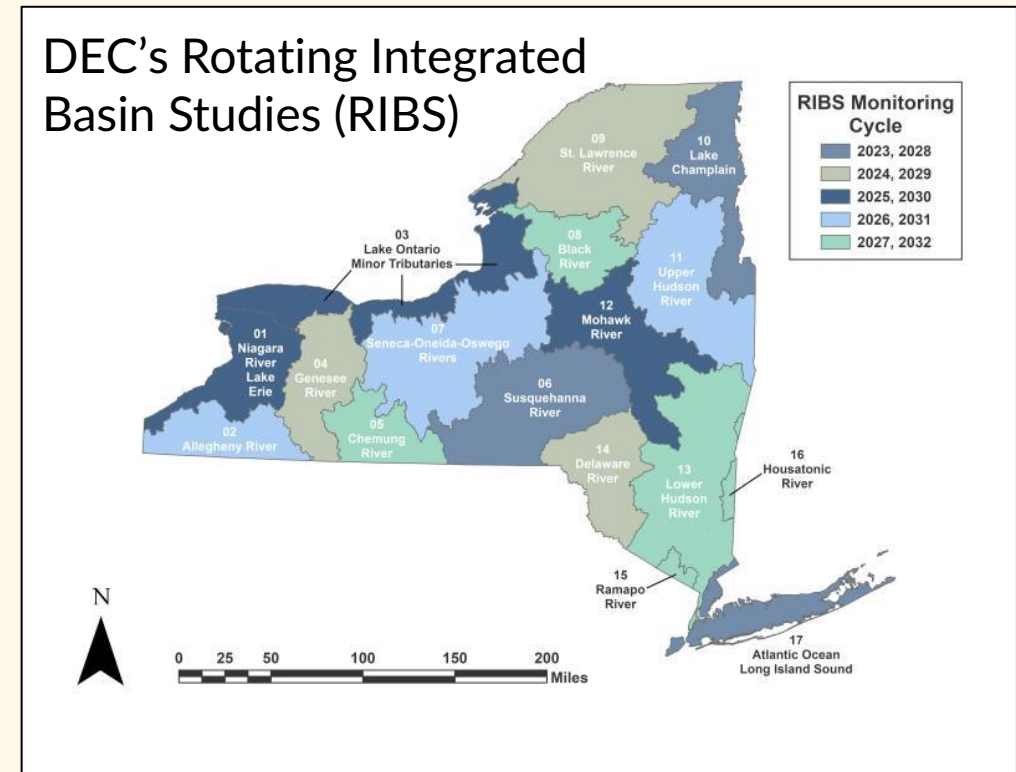 DEC’s Rotating Integrated
Basin Studies (RIBS)
RIBS Monitoring
Cycle
2023, 2028
2024, 2029
2025, 2030
2026, 2031
2027, 2032
09
St. Lawrence
River
10
Lake
Champlain
03
Lake Ontario
Minor Tributaries
08
Black
River
11
Upper
Hudson
River
12
Mohawk
River
01
Niagara
River
Lake
Erie
04
Genesee
River
07
Seneca-Oneida-Oswego
Rivers
06
Susquehanna
River
02
Allegheny River
05
Chemung
River
14
Delaware
River
13
Lower
Hudson
River
16
Housatonic
River
15
Ramapo
River
17
Atlantic Ocean
Long Island Sound
N
0 25 50 100 150 200
Miles